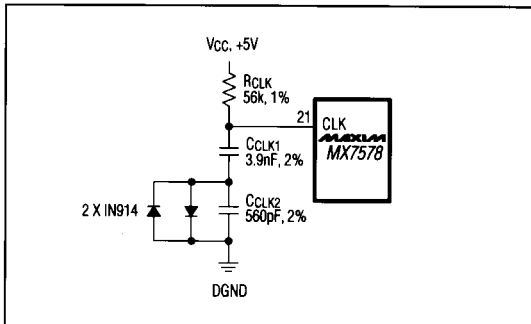 VCC, +5V
RCLK
56k, 1%
21
CLK
MAXIM
MX7578
CCLK1
3.9nF, 2%
2 X IN914
CCLK2
560pF, 2%
DGND